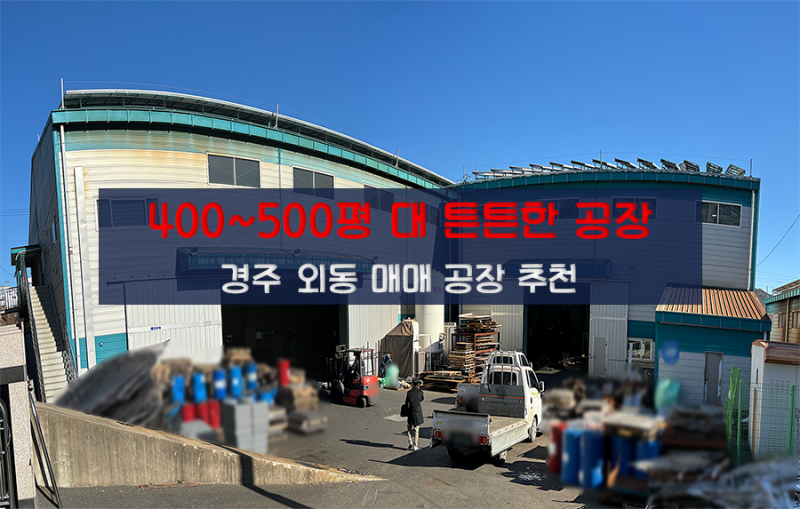 400~500평 대 튼튼한 공장
경주 외동 매매 공장 추천